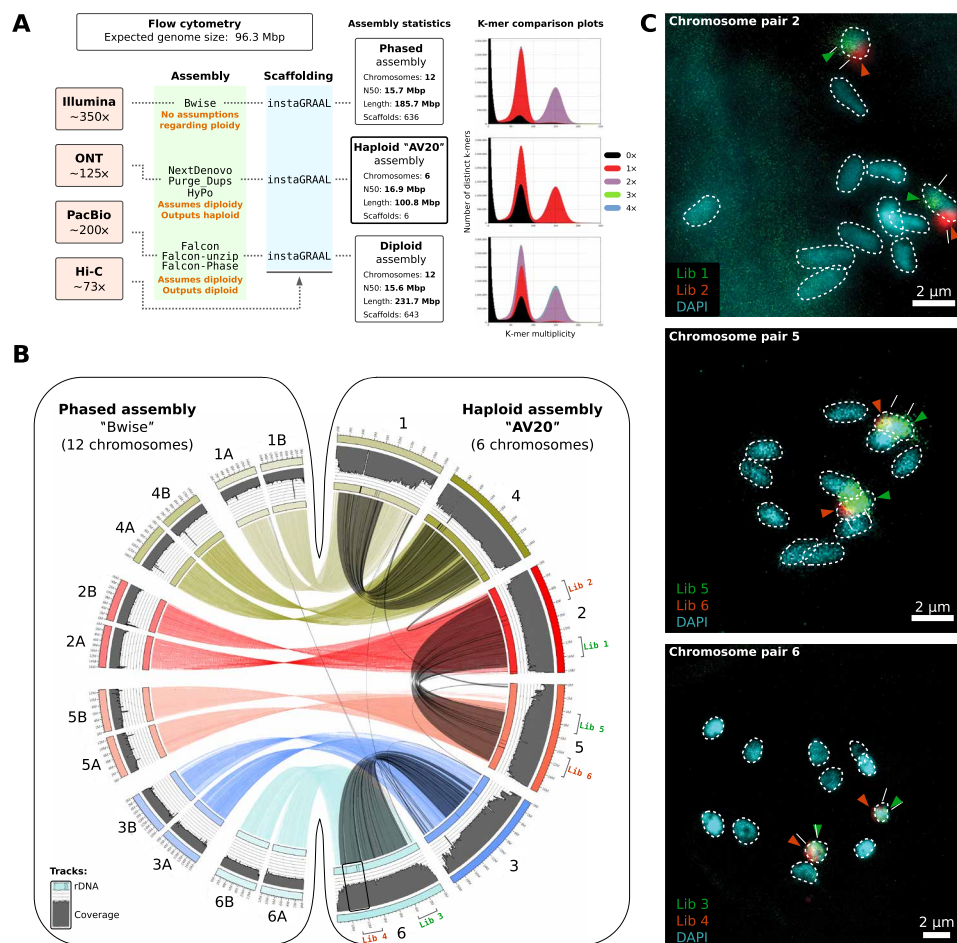 A
Flow cytometry
Expected genome size: 96.3 Mbp
Assembly
Scaffolding
Illumina
~350×
ONT
~125×
PacBio
~200×
Hi-C
~73×
Bwise
No assumptions
regarding ploidy
NextDenovo
Purge_Dups
HyPo
Assumes diploidy
Outputs haploid
Falcon
Falcon-unzip
Falcon-Phase
Assumes diploidy
Outputs diploid
instaGRAAL
instaGRAAL
instaGRAAL
Assembly statistics
Phased
assembly
Chromosomes: 12
N50: 15.7 Mbp
Length: 185.7 Mbp
Scaffolds: 636
Haploid "AV20"
assembly
Chromosomes: 6
N50: 16.9 Mbp
Length: 100.8 Mbp
Scaffolds: 6
Diploid
assembly
Chromosomes: 12
N50: 15.6 Mbp
Length: 231.7 Mbp
Scaffolds: 643
K-mer comparison plots
Number of distinct k-mers
K-mer multiplicity
0×
1×
2×
3×
4×
B
Phased assembly
"Bwise"
(12 chromosomes)
Haploid assembly
"AV20"
(6 chromosomes)
1A
1B
4B
4A
2B
2A
5B
5A
3B
3A
6B
6A
1
4
2
5
3
6
Lib 2
Lib 1
Lib 5
Lib 6
Lib 3
Lib 4
Tracks:
rDNA
Coverage
C
Chromosome pair 2
Lib 1
Lib 2
DAPI
2 μm
Chromosome pair 5
Lib 5
Lib 6
DAPI
2 μm
Chromosome pair 6
Lib 3
Lib 4
DAPI
2 μm